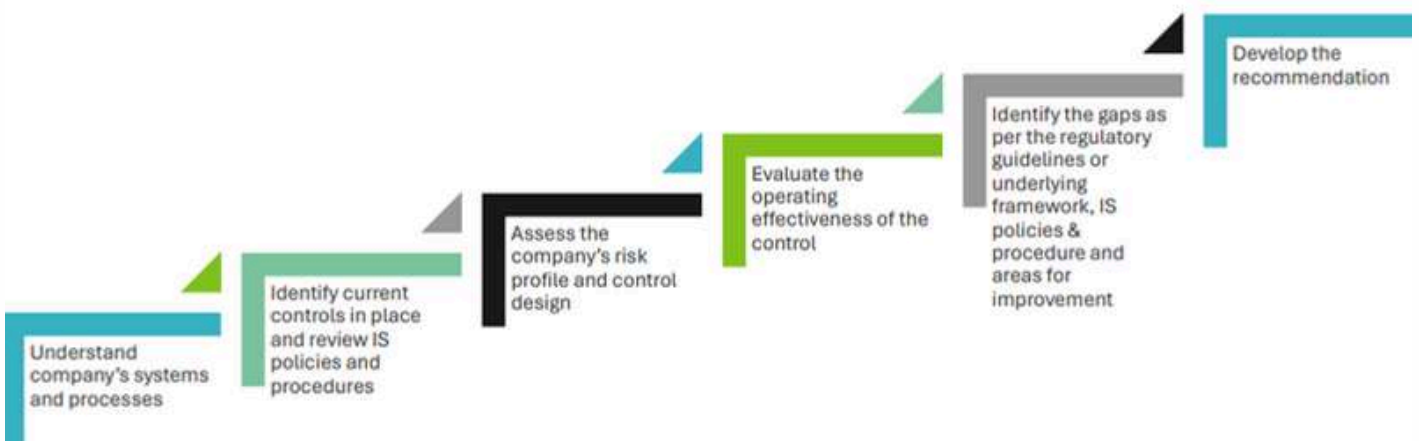 Understand
company's systems
and processes
Identify current
controls in place
and review IS
policies and
procedures
Assess the
company's risk
profile and control
design
Evaluate the
operating
effectiveness of the
control
Identify the gaps as
per the regulatory
guidelines or
underlying
framework, IS
policies &
procedure and
areas for
improvement
Develop the
recommendation